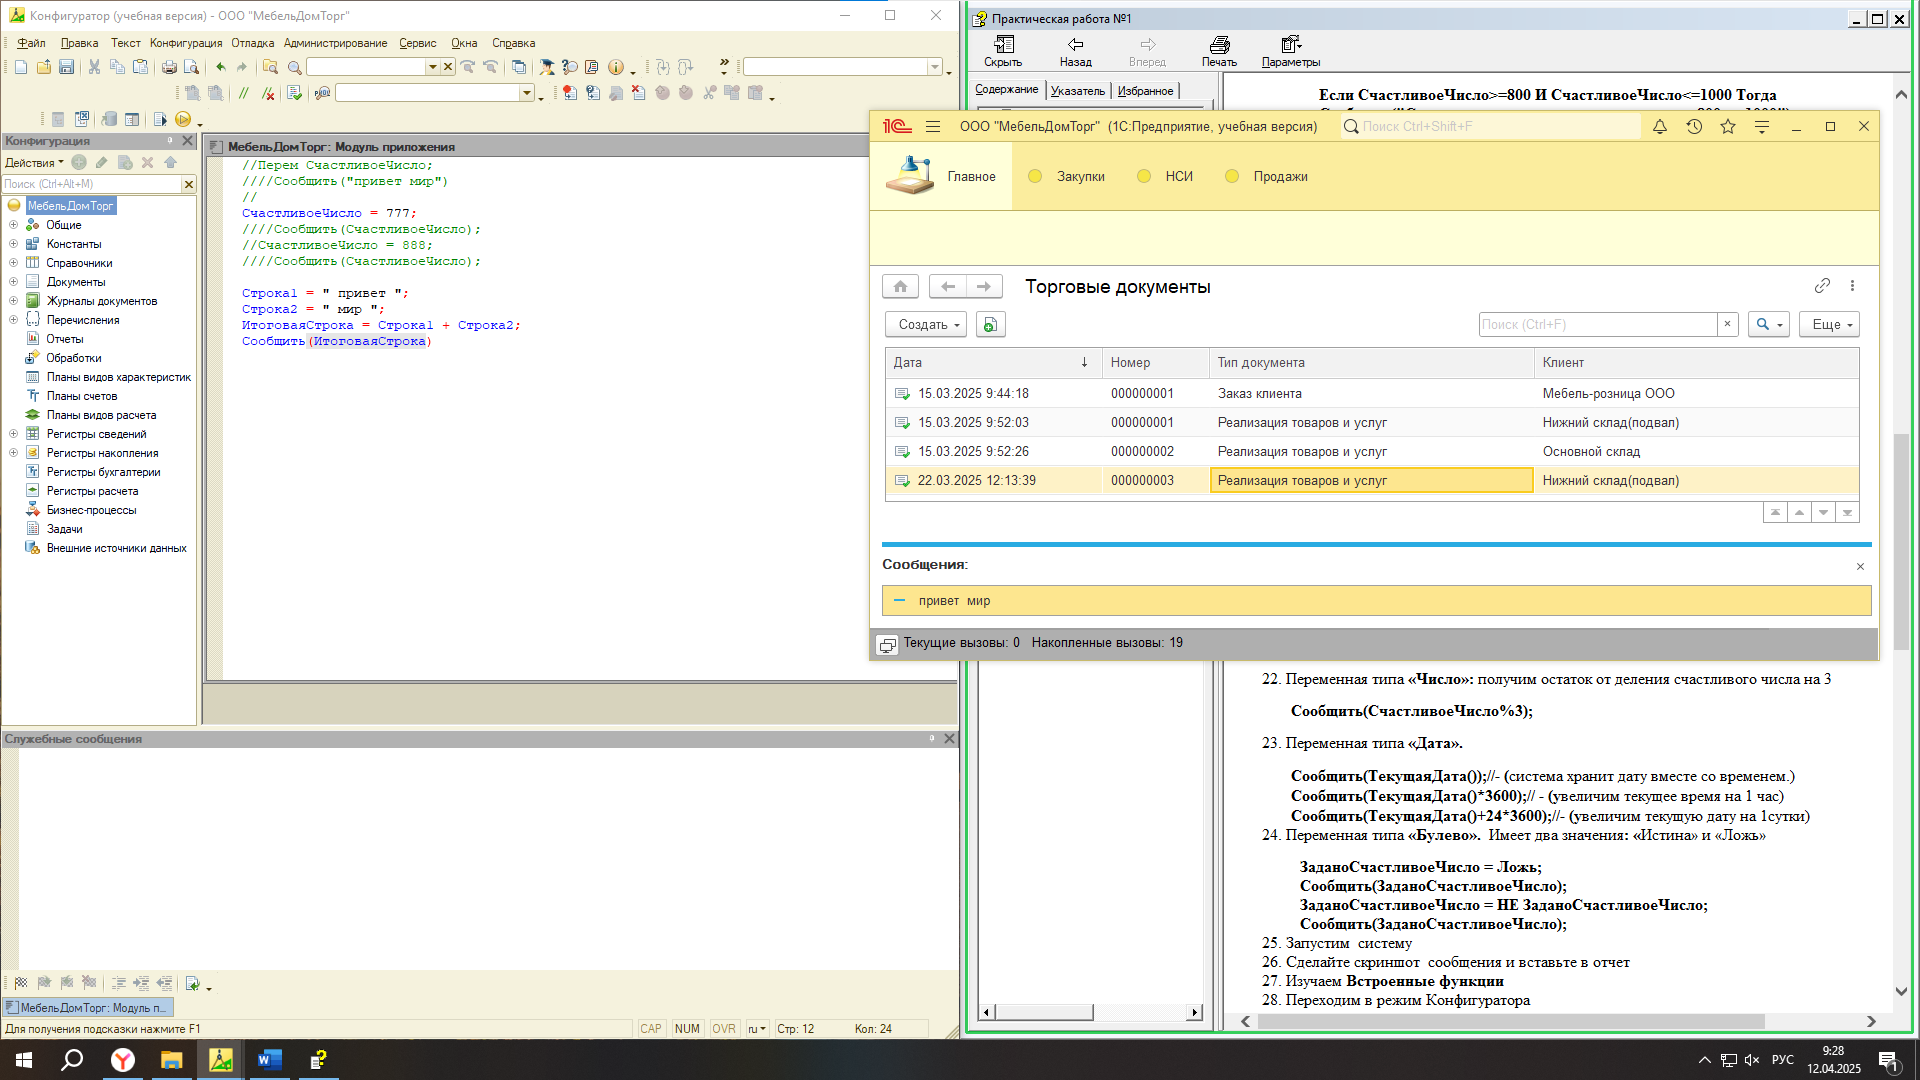 Конфигуратор (учебная версия) - ООО "МебельДомТорг"
Файл Правка Текст Конфигурация Отладка Администрирование Сервис Окна Справка
Конфигурация
Действия
Поиск (Ctrl+Alt+M)
МебельДомТорг
Общие
Константы
Справочники
Документы
Журналы документов
Перечисления
Отчеты
Обработки
Планы видов характеристик
Планы счетов
Планы видов расчета
Регистры сведений
Регистры накопления
Регистры бухгалтерии
Регистры расчета
Бизнес-процессы
Задачи
Внешние источники данных
МебельДомТорг: Модуль приложения
//Перем СчастливоеЧисло;
////Сообщить("привет мир")
//
СчастливоеЧисло = 777;
////Сообщить(СчастливоеЧисло);
//СчастливоеЧисло = 888;
////Сообщить(СчастливоеЧисло);
Строка1 = " привет ";
Строка2 = " мир ";
ИтоговаяСтрока = Строка1 + Строка2;
Сообщить(ИтоговаяСтрока)
Служебные сообщения
МебельДомТорг: Модуль п...
Для получения подсказки нажмите F1
CAP NUM OVR ru Стр: 12 Кол: 24
Практическая работа №1
Скрыть Назад Вперед Печать Параметры
Содержание Указатель Избранное
Если СчастливоеЧисло>=800 И СчастливоеЧисло<=1000 Тогда
1С ООО "МебельДомТорг" (1С:Предприятие, учебная версия)
Поиск Ctrl+Shift+F
Главное Закупки НСИ Продажи
Торговые документы
Создать
Поиск (Ctrl+F) × Еще
Дата ↓ Номер Тип документа Клиент
15.03.2025 9:44:18 000000001 Заказ клиента Мебель-розница ООО
15.03.2025 9:52:03 000000001 Реализация товаров и услуг Нижний склад(подвал)
15.03.2025 9:52:26 000000002 Реализация товаров и услуг Основной склад
22.03.2025 12:13:39 000000003 Реализация товаров и услуг Нижний склад(подвал)
Сообщения:
привет  мир
Текущие вызовы: 0 Накопленные вызовы: 19
22. Переменная типа «Число»: получим остаток от деления счастливого числа на 3
Сообщить(СчастливоеЧисло%3);
23. Переменная типа «Дата».
Сообщить(ТекущаяДата());//- (система хранит дату вместе со временем.)
Сообщить(ТекущаяДата()*3600);// - (увеличим текущее время на 1 час)
Сообщить(ТекущаяДата()+24*3600);//- (увеличим текущую дату на 1сутки)
24. Переменная типа «Булево». Имеет два значения: «Истина» и «Ложь»
ЗаданоСчастливоеЧисло = Ложь;
Сообщить(ЗаданоСчастливоеЧисло);
ЗаданоСчастливоеЧисло = НЕ ЗаданоСчастливоеЧисло;
Сообщить(ЗаданоСчастливоеЧисло);
25. Запустим систему
26. Сделайте скриншот сообщения и вставьте в отчет
27. Изучаем Встроенные функции
28. Переходим в режим Конфигуратора
РУС
9:28
12.04.2025
1